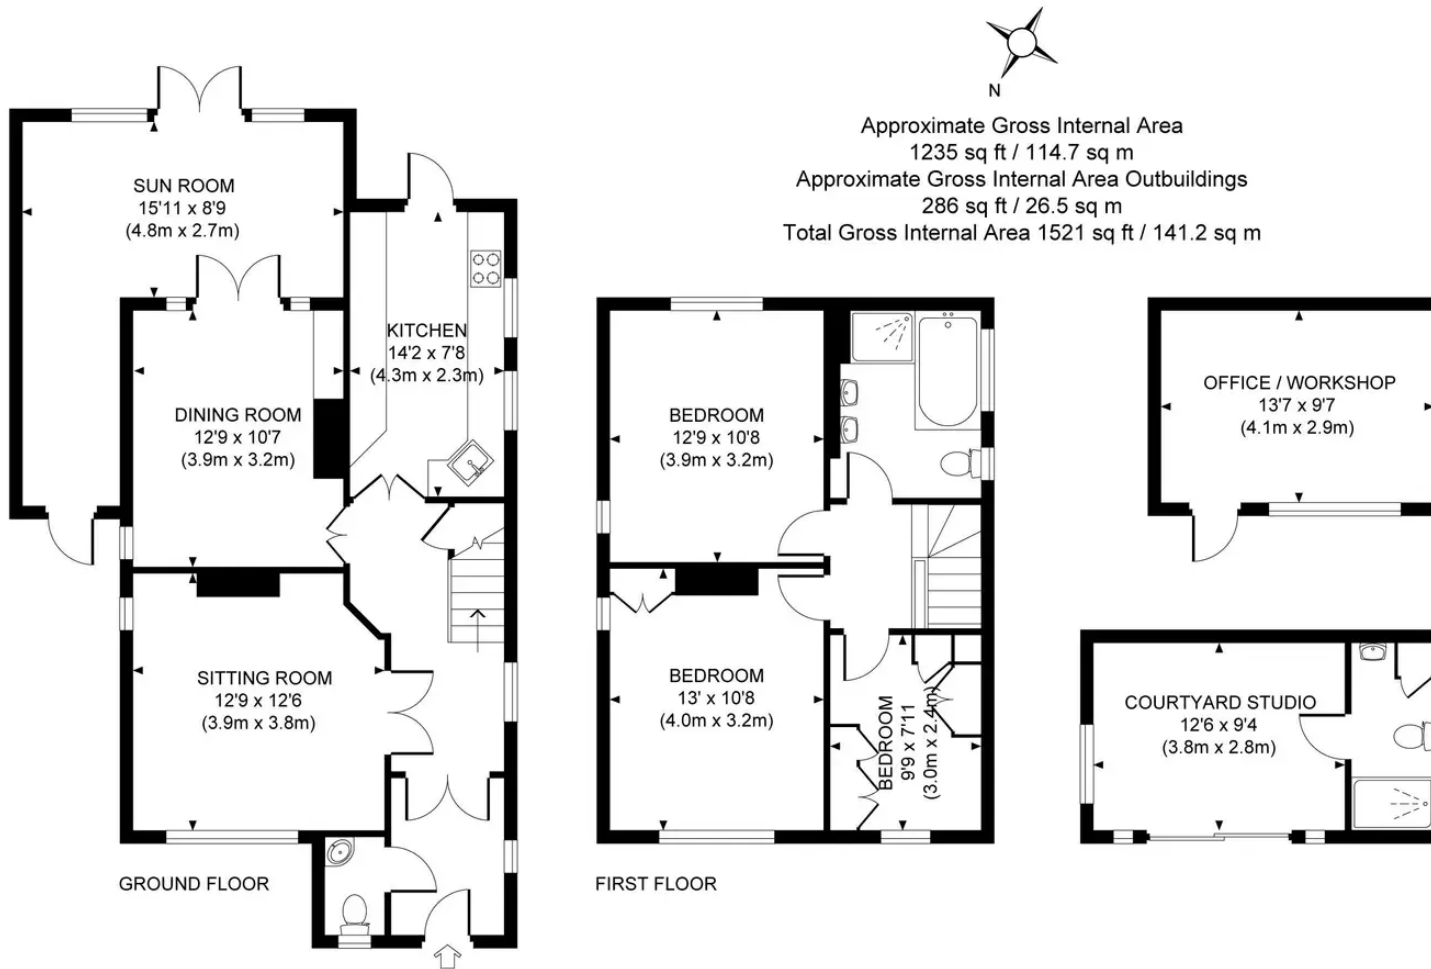 N
Approximate Gross Internal Area
1235 sq ft / 114.7 sq m
Approximate Gross Internal Area Outbuildings
286 sq ft / 26.5 sq m
Total Gross Internal Area 1521 sq ft / 141.2 sq m
SUN ROOM
15'11 x 8'9
(4.8m x 2.7m)
KITCHEN
14'2 x 7'8
(4.3m x 2.3m)
DINING ROOM
12'9 x 10'7
(3.9m x 3.2m)
SITTING ROOM
12'9 x 12'6
(3.9m x 3.8m)
GROUND FLOOR
BEDROOM
12'9 x 10'8
(3.9m x 3.2m)
BEDROOM
13' x 10'8
(4.0m x 3.2m)
BEDROOM
9'9 x 7'11
(3.0m x 2.4m)
FIRST FLOOR
OFFICE / WORKSHOP
13'7 x 9'7
(4.1m x 2.9m)
COURTYARD STUDIO
12'6 x 9'4
(3.8m x 2.8m)